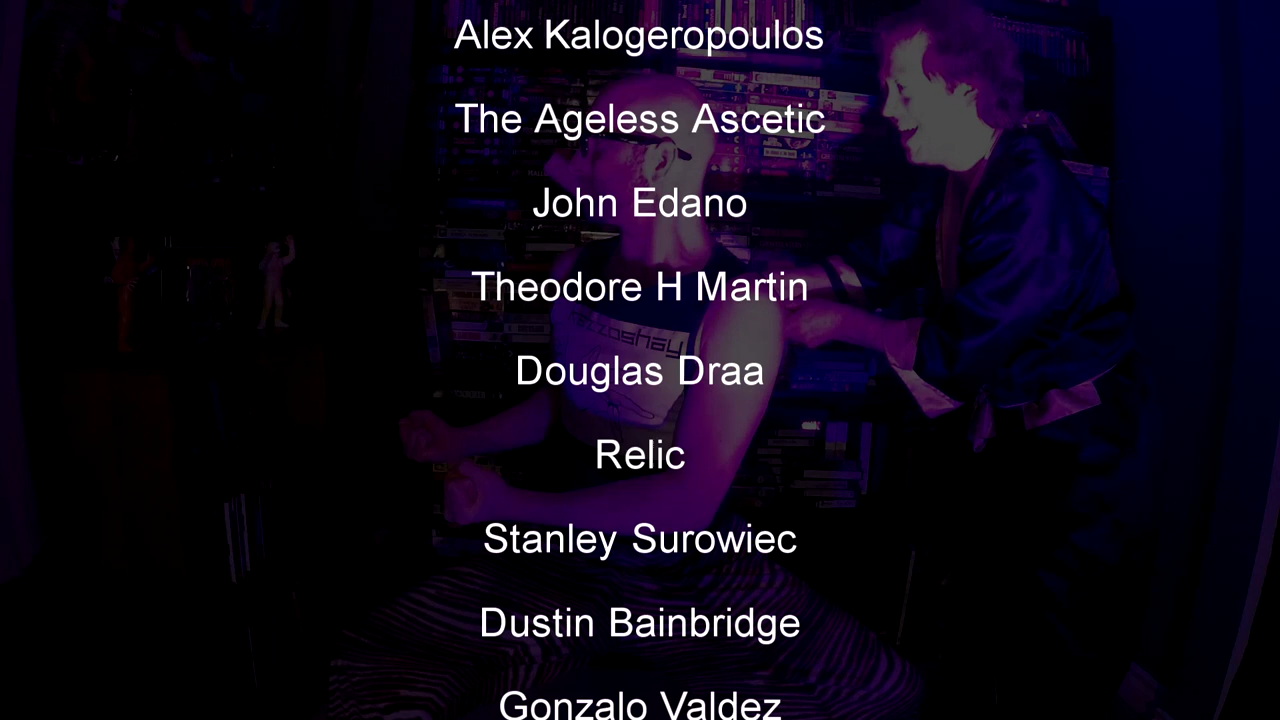 Alex Kalogeropoulos
The Ageless Ascetic
John Edano
Theodore H Martin
Douglas Draa
Relic
Stanley Surowiec
Dustin Bainbridge
Gonzalo Valdez